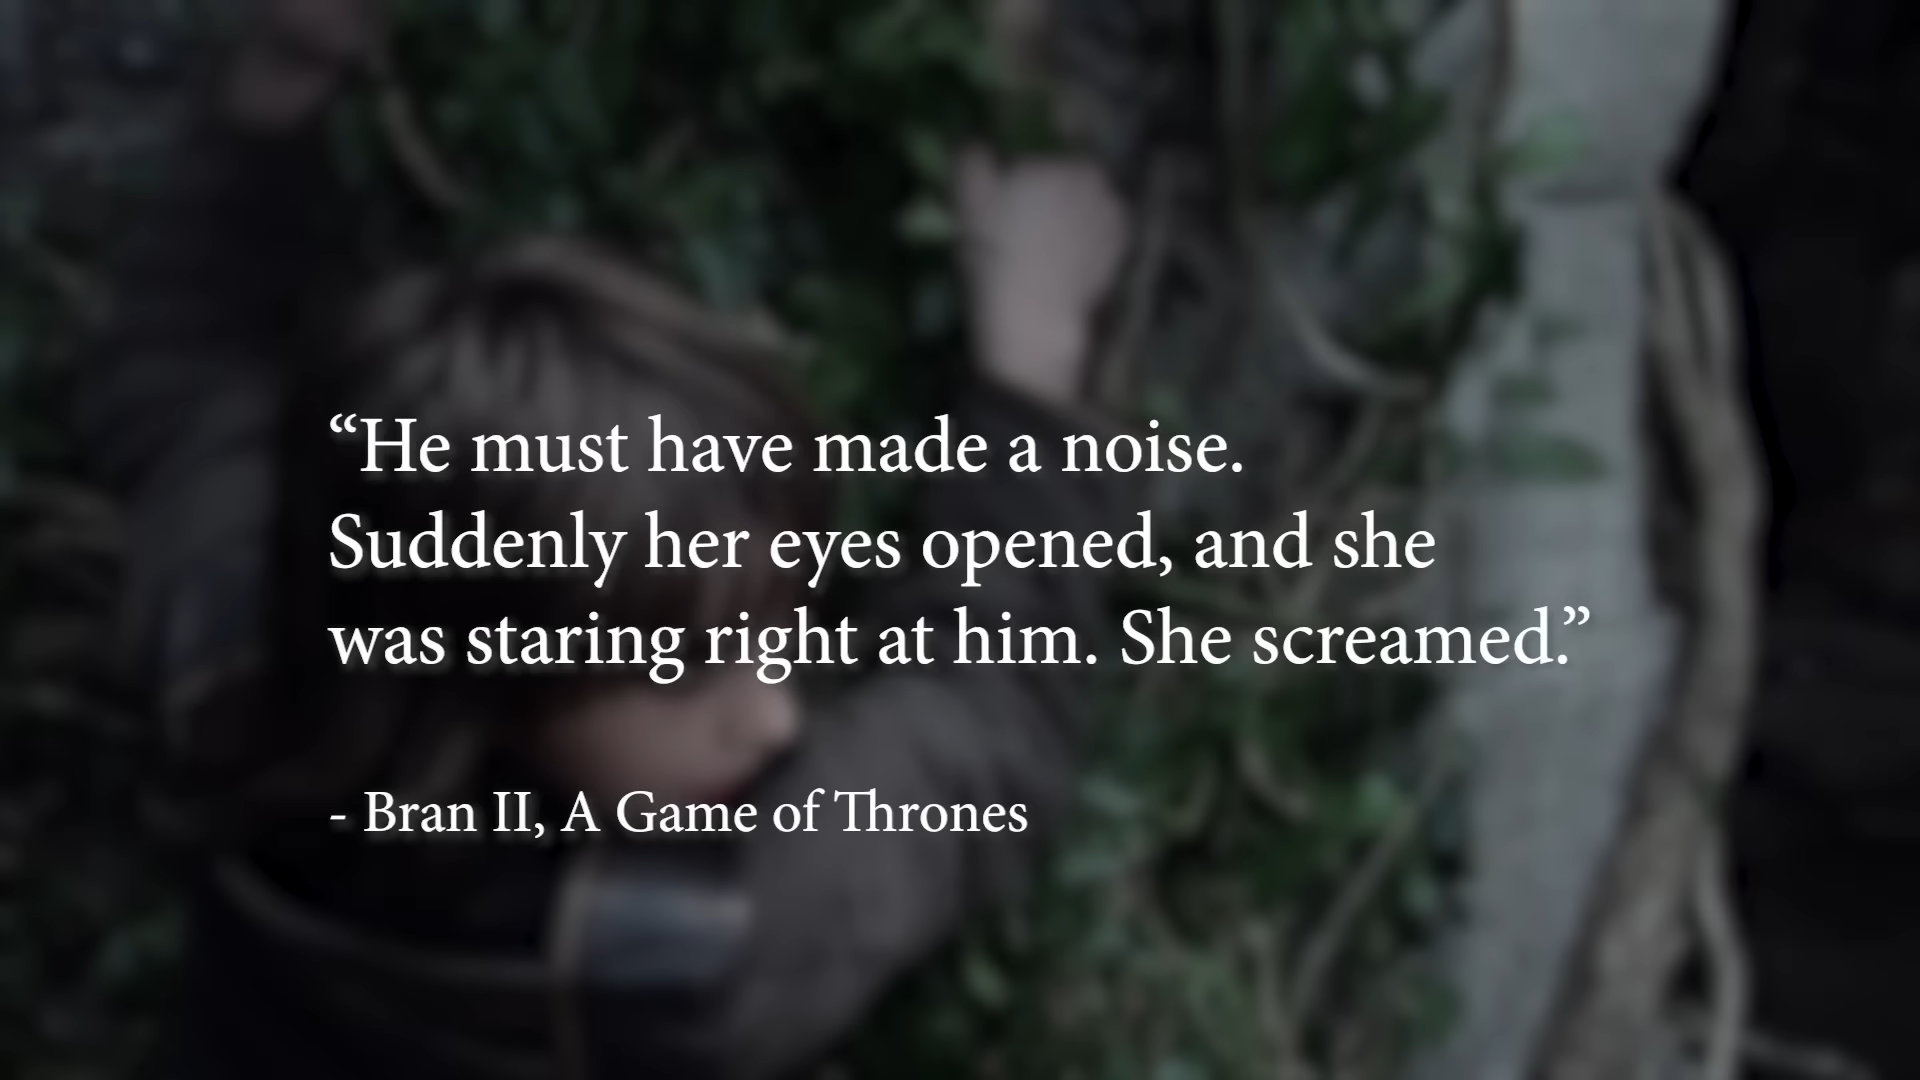 “He must have made a noise.
Suddenly her eyes opened, and she
was staring right at him. She screamed.”
- Bran II, A Game of Thrones